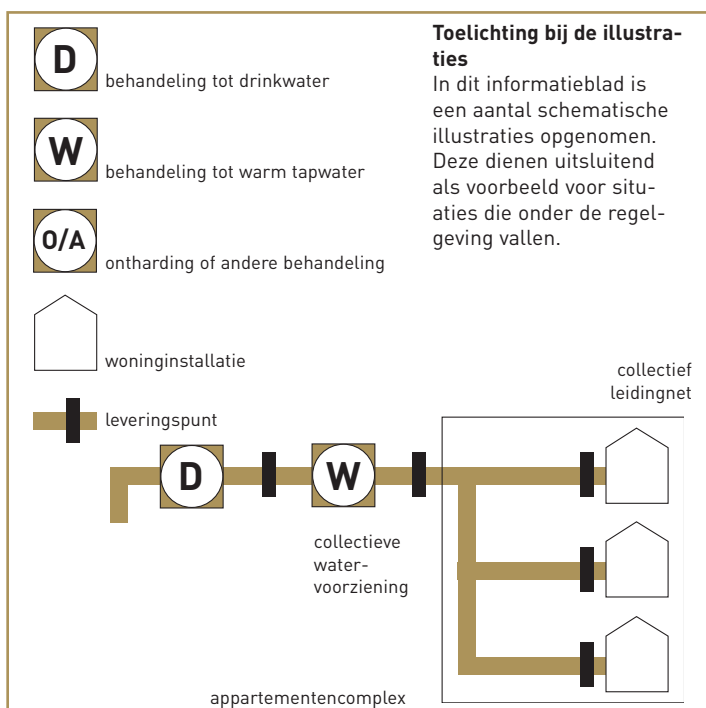 D
behandeling tot drinkwater
W
behandeling tot warm tapwater
O/A
ontharding of andere behandeling
woninginstallatie
leveringspunt
Toelichting bij de illustra-
ties
In dit informatieblad is
een aantal schematische
illustraties opgenomen.
Deze dienen uitsluitend
als voorbeeld voor situ-
aties die onder de regel-
geving vallen.
collectief
leidingnet
D
W
collectieve
water-
voorziening
appartementencomplex